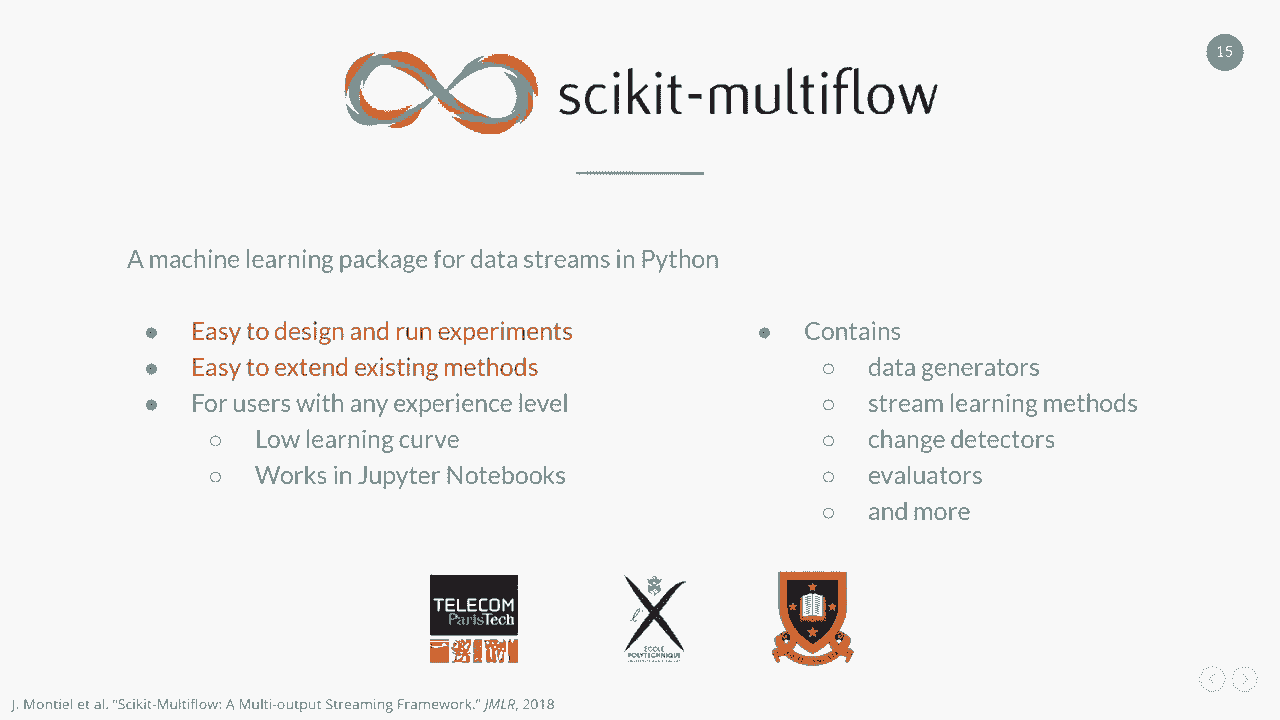 15
scikit-multiflow
A machine learning package for data streams in Python
● Easy to design and run experiments
● Easy to extend existing methods
● For users with any experience level
○ Low learning curve
○ Works in Jupyter Notebooks
● Contains
○ data generators
○ stream learning methods
○ change detectors
○ evaluators
○ and more
TELECOM
ParisTech
ÉCOLE
POLYTECHNIQUE
J. Montiel et al. "Scikit-Multiflow: A Multi-output Streaming Framework." JMLR, 2018